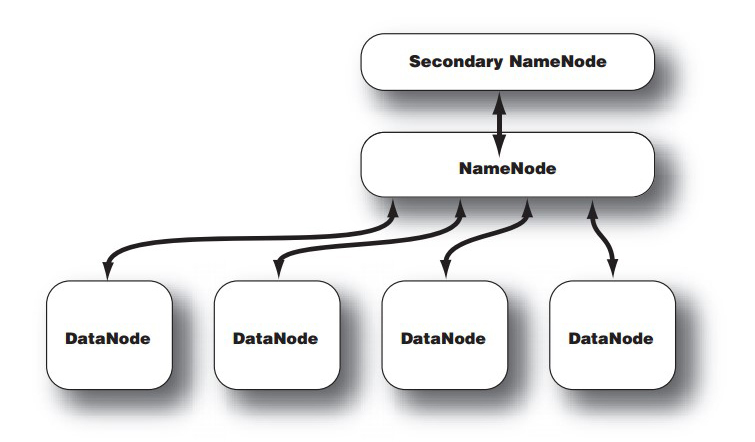 Secondary NameNode
NameNode
DataNode
DataNode
DataNode
DataNode